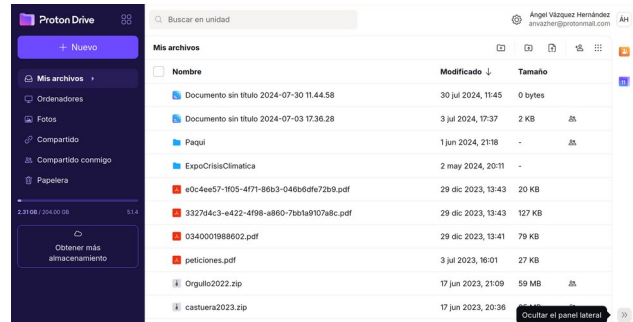 Proton Drive
Buscar en unidad
Ángel Vázquez Hernández
anvazher@protonmail.com
ÁH
+ Nuevo
Mis archivos
Ordenadores
Fotos
Compartido
Compartido conmigo
Papelera
2.31 GB / 204.00 GB 5.1.4
Obtener más
almacenamiento
Mis archivos
Nombre Modificado ↓ Tamaño
Documento sin título 2024-07-30 11.44.58 30 jul 2024, 11:45 0 bytes
Documento sin título 2024-07-03 17.36.28 3 jul 2024, 17:37 2 KB
Paqui 1 jun 2024, 21:18 -
ExpoCrisisClimatica 2 may 2024, 20:11 -
e0c4ee57-1f05-4f71-86b3-046b6dfe72b9.pdf 29 dic 2023, 13:43 20 KB
3327d4c3-e422-4f98-a860-7bb1a9107a8c.pdf 29 dic 2023, 13:43 127 KB
0340001988602.pdf 29 dic 2023, 13:41 79 KB
peticiones.pdf 3 jul 2023, 16:01 27 KB
Orgullo2022.zip 17 jun 2023, 21:09 59 MB
castuera2023.zip 17 jun 2023, 20:36
Ocultar el panel lateral
11